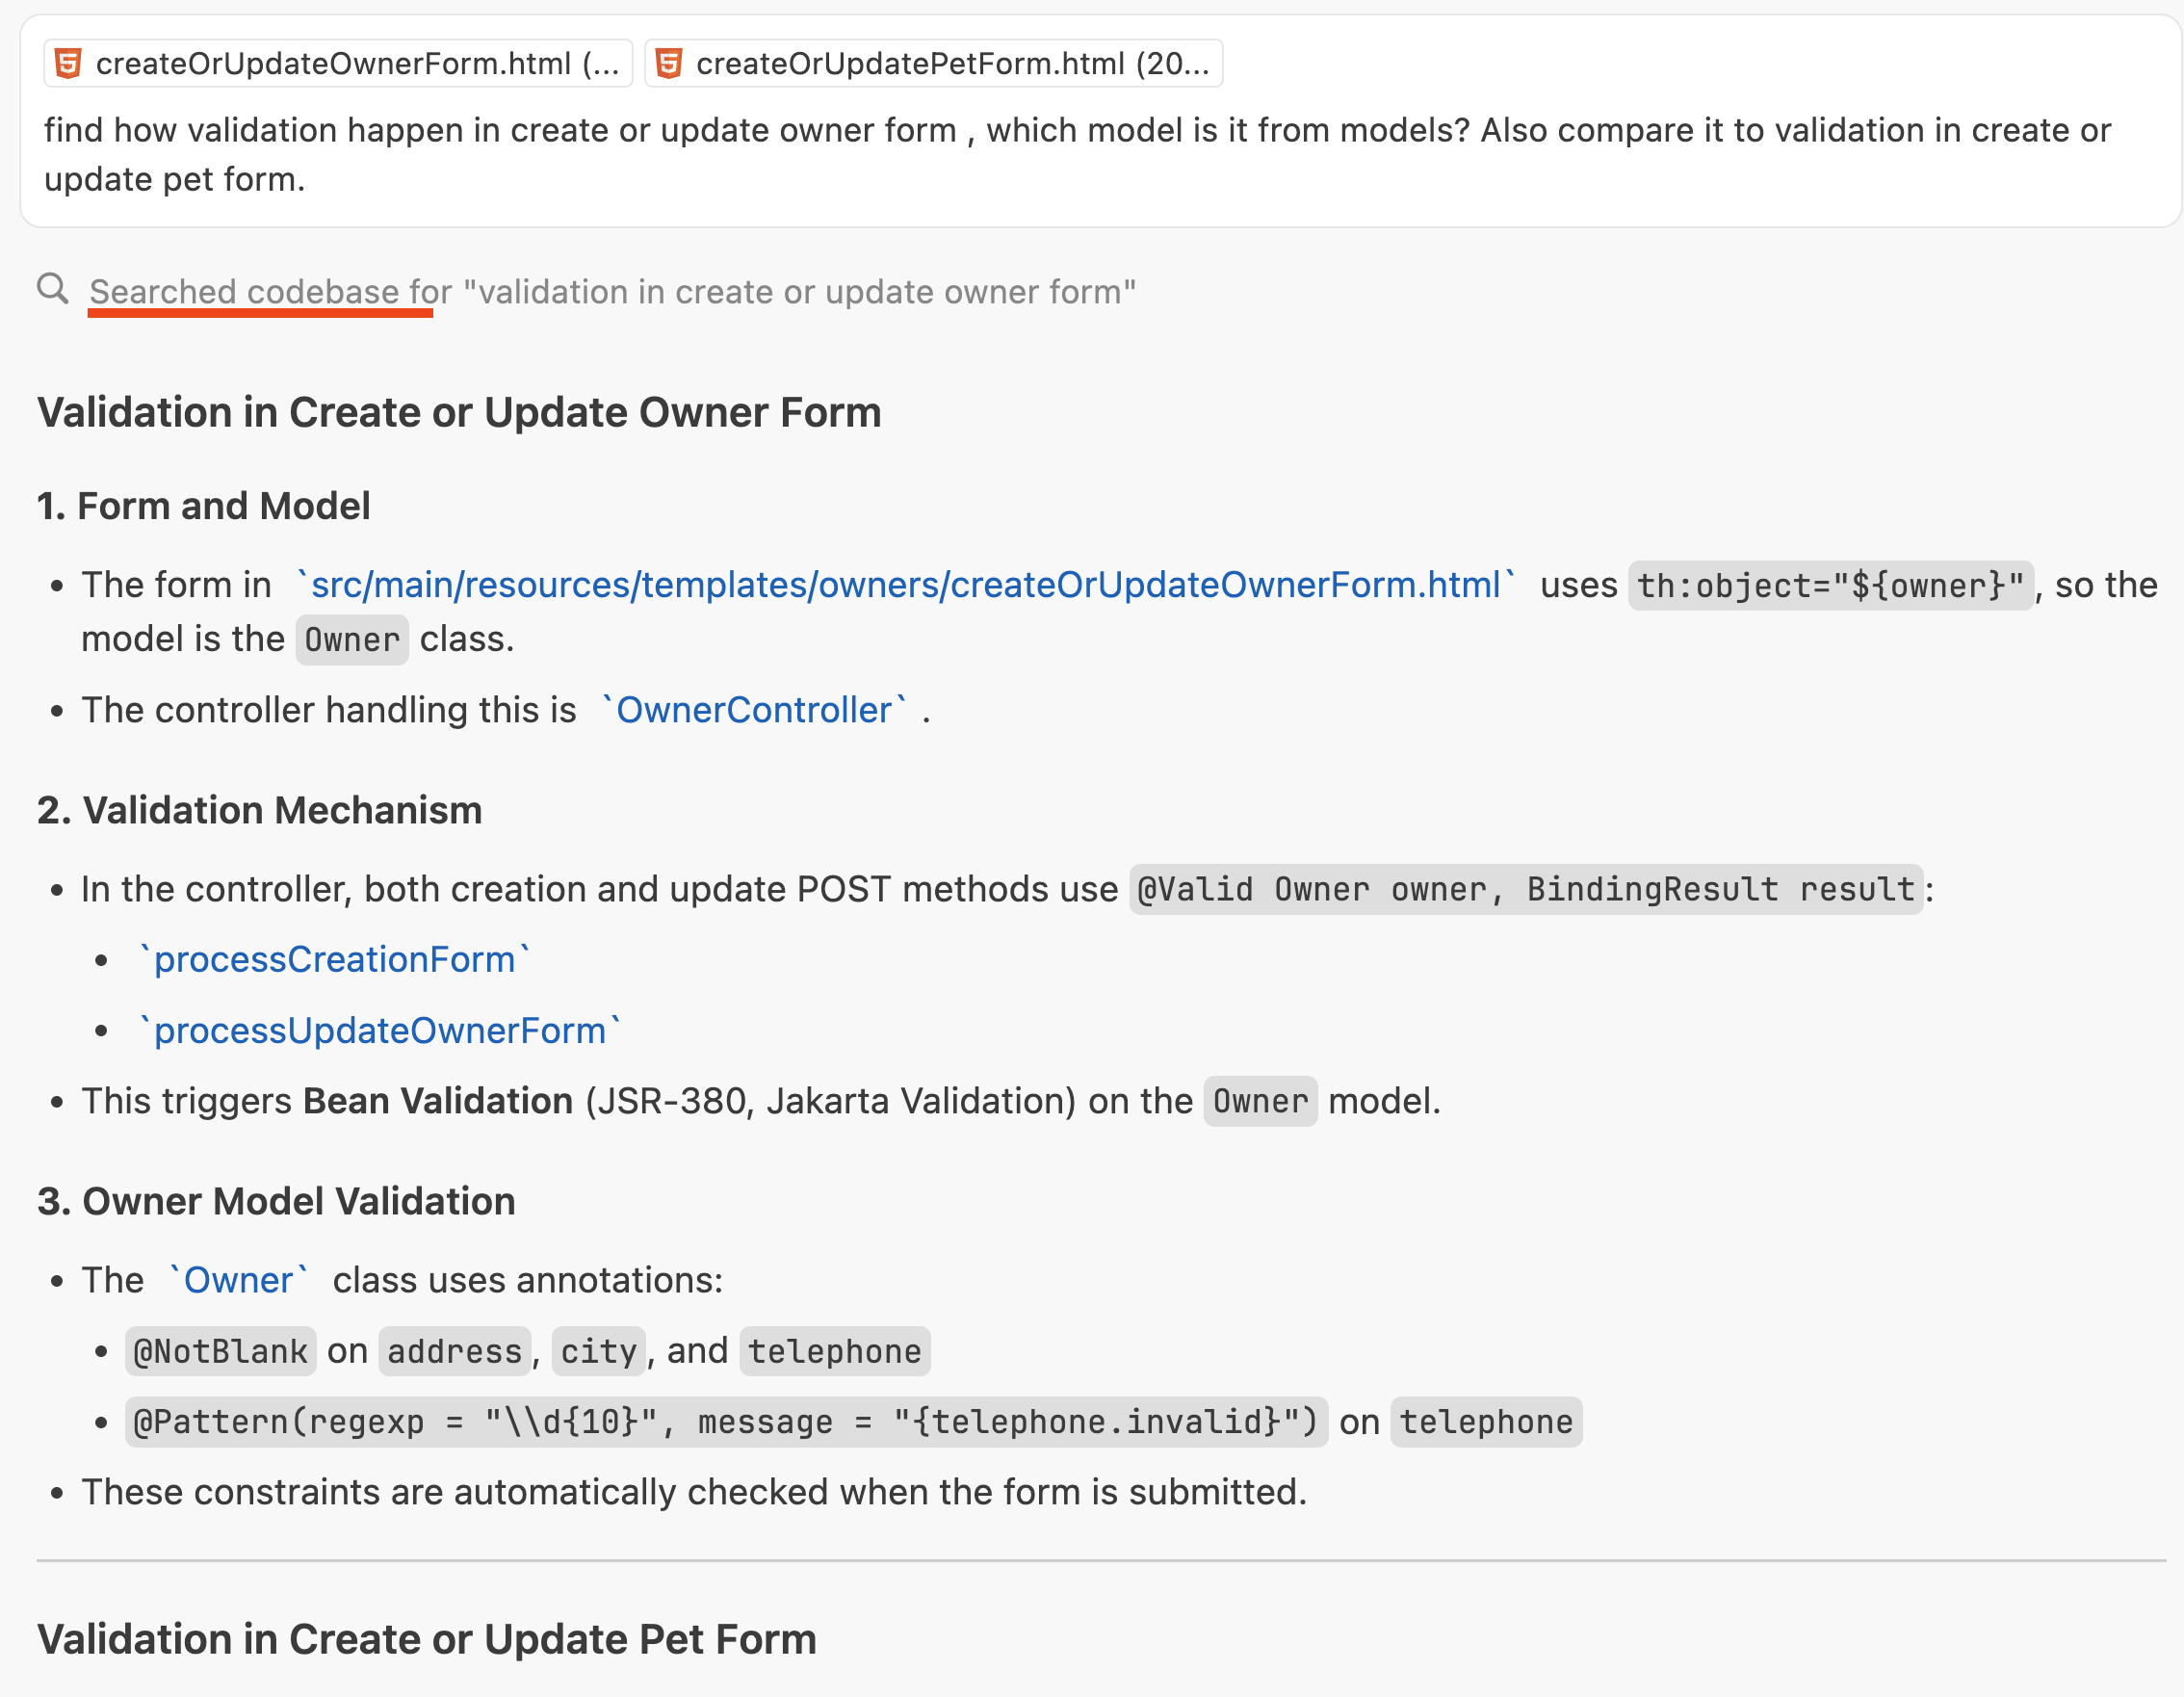 createOrUpdateOwnerForm.html (... createOrUpdatePetForm.html (20...
find how validation happen in create or update owner form , which model is it from models? Also compare it to validation in create or
update pet form.
Searched codebase for "validation in create or update owner form"
Validation in Create or Update Owner Form
1. Form and Model
• The form in `src/main/resources/templates/owners/createOrUpdateOwnerForm.html` uses th:object="${owner}", so the
model is the Owner class.
• The controller handling this is `OwnerController` .
2. Validation Mechanism
• In the controller, both creation and update POST methods use @Valid Owner owner, BindingResult result:
• `processCreationForm`
• `processUpdateOwnerForm`
• This triggers Bean Validation (JSR-380, Jakarta Validation) on the Owner model.
3. Owner Model Validation
• The `Owner` class uses annotations:
• @NotBlank on address, city, and telephone
• @Pattern(regexp = "\\d{10}", message = "{telephone.invalid}") on telephone
• These constraints are automatically checked when the form is submitted.
Validation in Create or Update Pet Form